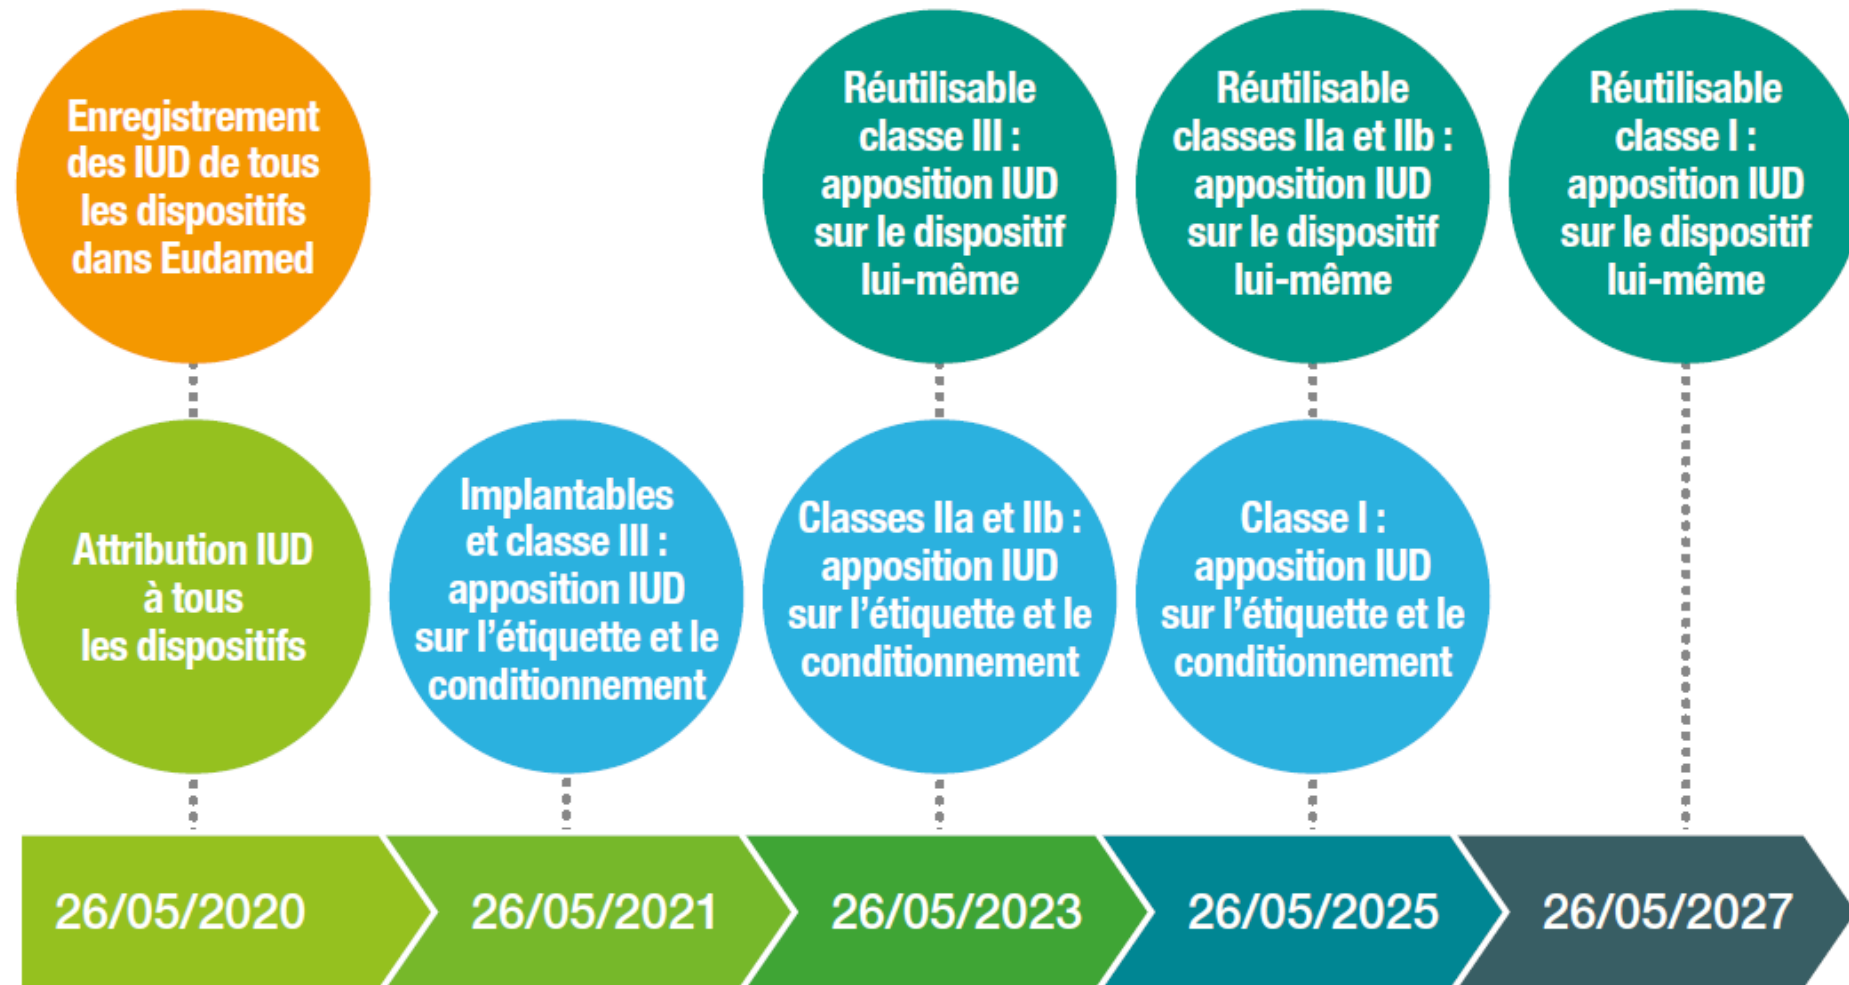 Enregistrement
des IUD de tous
les dispositifs
dans Eudamed
Réutilisable
classe III :
apposition IUD
sur le dispositif
lui-même
Réutilisable
classes IIa et IIb :
apposition IUD
sur le dispositif
lui-même
Réutilisable
classe I :
apposition IUD
sur le dispositif
lui-même
Attribution IUD
à tous
les dispositifs
Implantables
et classe III :
apposition IUD
sur l’étiquette et le
conditionnement
Classes IIa et IIb :
apposition IUD
sur l’étiquette et le
conditionnement
Classe I :
apposition IUD
sur l’étiquette et le
conditionnement
26/05/2020
26/05/2021
26/05/2023
26/05/2025
26/05/2027